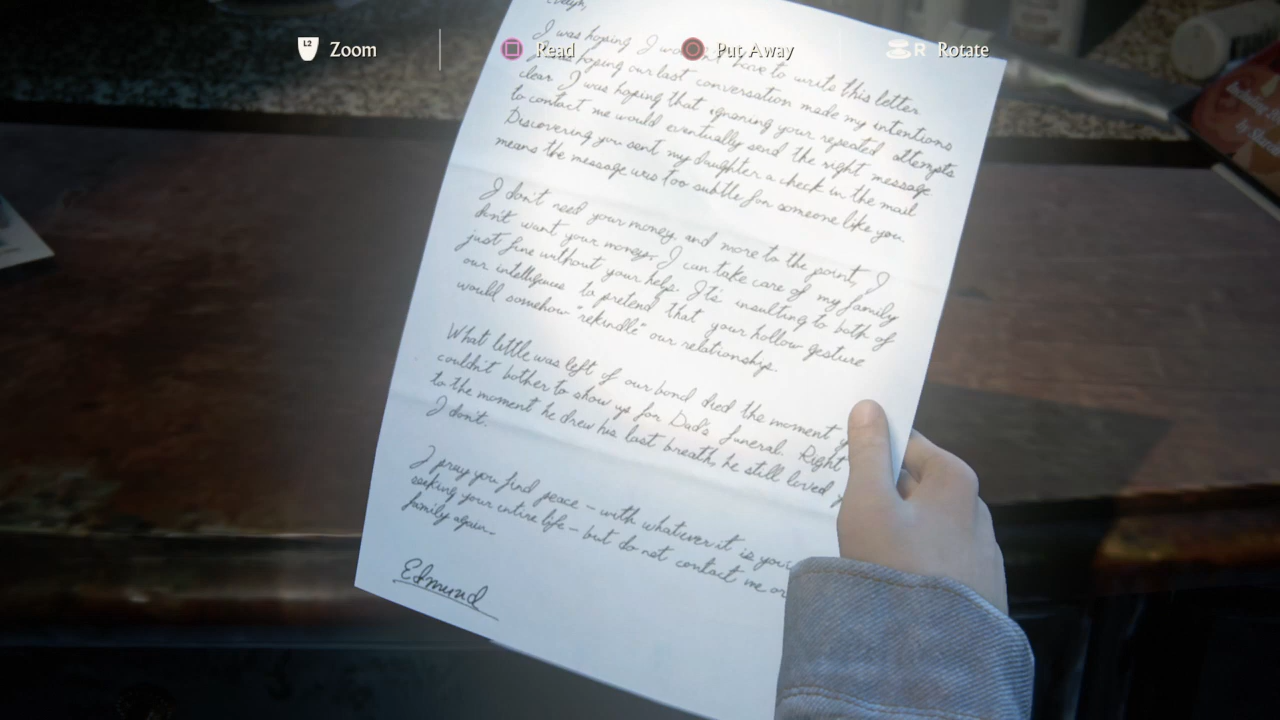 L2 Zoom
Read
Put Away
R Rotate
Evelyn,
I was hoping I wouldn't have to write this letter
I was hoping our last conversation made my intentions
clear. I was hoping that ignoring your repeated attempts
to contact me would eventually send the right message
Discovering you sent my daughter a check in the mail
means the message was too subtle for someone like you.
I don't need your money, and more to the point, I
don't want your money. I can take care of my family
just fine without your help. It's insulting to both of
our intelligences to pretend that your hollow gesture
would somehow "rekindle" our relationship.
What little was left of our bond died the moment
couldn't bother to show up for Dad's funeral. Right
to the moment he drew his last breath, he still loved
I don't.
I pray you find peace - with whatever it is
seeking your entire life - but do not contact me or
family again.
Edmund